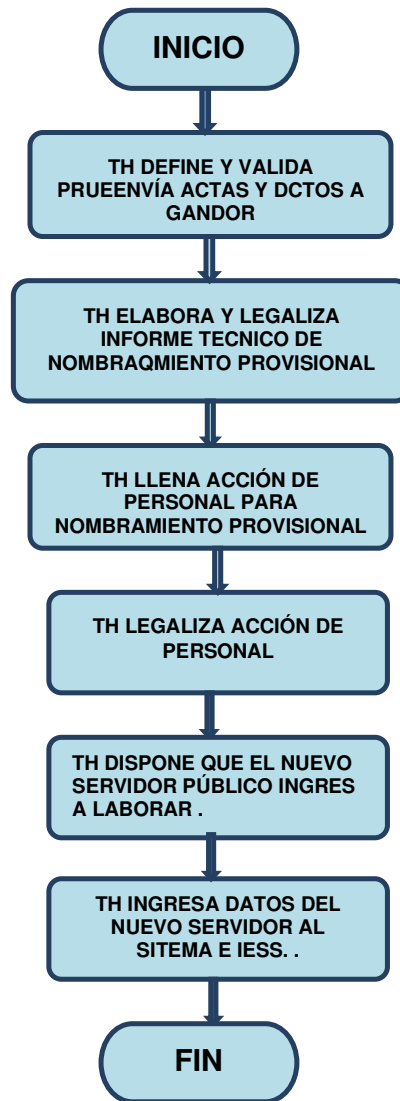 INICIO
TH DEFINE Y VALIDA
PRUEENVÍA ACTAS Y DCTOS A
GANDOR
TH ELABORA Y LEGALIZA
INFORME TECNICO DE
NOMBRAQMIENTO PROVISIONAL
TH LLENA ACCIÓN DE
PERSONAL PARA
NOMBRAMIENTO PROVISIONAL
TH LEGALIZA ACCIÓN DE
PERSONAL
TH DISPONE QUE EL NUEVO
SERVIDOR PÚBLICO INGRES
A LABORAR .
TH INGRESA DATOS DEL
NUEVO SERVIDOR AL
SITEMA E IESS. .
FIN